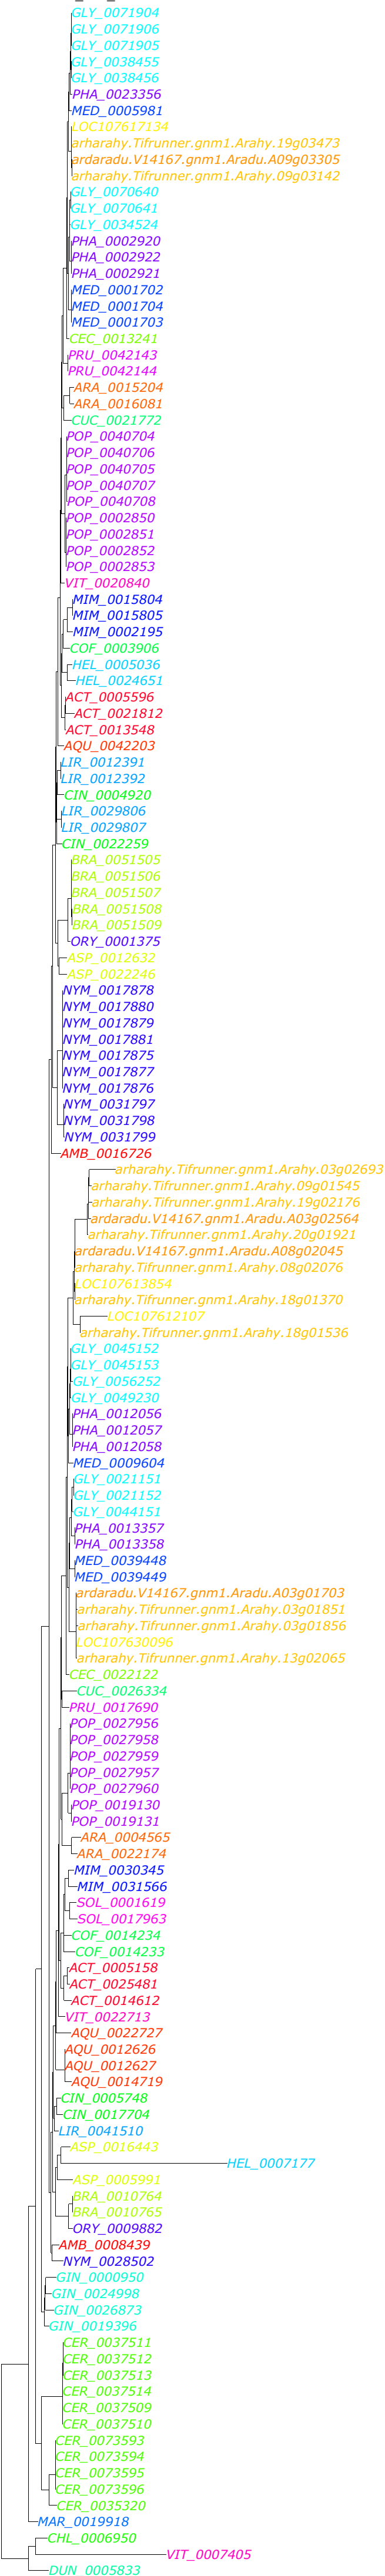 GLY_0071904
GLY_0071906
GLY_0071905
GLY_0038455
GLY_0038456
PHA_0023356
MED_0005981
LOC107617134
arharahy.Tifrunner.gnm1.Arahy.19g03473
ardaradu.V14167.gnm1.Aradu.A09g03305
arharahy.Tifrunner.gnm1.Arahy.09g03142
GLY_0070640
GLY_0070641
GLY_0034524
PHA_0002920
PHA_0002922
PHA_0002921
MED_0001702
MED_0001704
MED_0001703
CEC_0013241
PRU_0042143
PRU_0042144
ARA_0015204
ARA_0016081
CUC_0021772
POP_0040704
POP_0040706
POP_0040705
POP_0040707
POP_0040708
POP_0002850
POP_0002851
POP_0002852
POP_0002853
VIT_0020840
MIM_0015804
MIM_0015805
MIM_0002195
COF_0003906
HEL_0005036
HEL_0024651
ACT_0005596
ACT_0021812
ACT_0013548
AQU_0042203
LIR_0012391
LIR_0012392
CIN_0004920
LIR_0029806
LIR_0029807
CIN_0022259
BRA_0051505
BRA_0051506
BRA_0051507
BRA_0051508
BRA_0051509
ORY_0001375
ASP_0012632
ASP_0022246
NYM_0017878
NYM_0017880
NYM_0017879
NYM_0017881
NYM_0017875
NYM_0017877
NYM_0017876
NYM_0031797
NYM_0031798
NYM_0031799
AMB_0016726
arharahy.Tifrunner.gnm1.Arahy.03g02693
arharahy.Tifrunner.gnm1.Arahy.09g01545
arharahy.Tifrunner.gnm1.Arahy.19g02176
ardaradu.V14167.gnm1.Aradu.A03g02564
arharahy.Tifrunner.gnm1.Arahy.20g01921
ardaradu.V14167.gnm1.Aradu.A08g02045
arharahy.Tifrunner.gnm1.Arahy.08g02076
LOC107613854
arharahy.Tifrunner.gnm1.Arahy.18g01370
LOC107612107
arharahy.Tifrunner.gnm1.Arahy.18g01536
GLY_0045152
GLY_0045153
GLY_0056252
GLY_0049230
PHA_0012056
PHA_0012057
PHA_0012058
MED_0009604
GLY_0021151
GLY_0021152
GLY_0044151
PHA_0013357
PHA_0013358
MED_0039448
MED_0039449
ardaradu.V14167.gnm1.Aradu.A03g01703
arharahy.Tifrunner.gnm1.Arahy.03g01851
arharahy.Tifrunner.gnm1.Arahy.03g01856
LOC107630096
arharahy.Tifrunner.gnm1.Arahy.13g02065
CEC_0022122
CUC_0026334
PRU_0017690
POP_0027956
POP_0027958
POP_0027959
POP_0027957
POP_0027960
POP_0019130
POP_0019131
ARA_0004565
ARA_0022174
MIM_0030345
MIM_0031566
SOL_0001619
SOL_0017963
COF_0014234
COF_0014233
ACT_0005158
ACT_0025481
ACT_0014612
VIT_0022713
AQU_0022727
AQU_0012626
AQU_0012627
AQU_0014719
CIN_0005748
CIN_0017704
LIR_0041510
ASP_0016443
HEL_0007177
ASP_0005991
BRA_0010764
BRA_0010765
ORY_0009882
AMB_0008439
NYM_0028502
GIN_0000950
GIN_0024998
GIN_0026873
GIN_0019396
CER_0037511
CER_0037512
CER_0037513
CER_0037514
CER_0037509
CER_0037510
CER_0073593
CER_0073594
CER_0073595
CER_0073596
CER_0035320
MAR_0019918
CHL_0006950
VIT_0007405
DUN_0005833